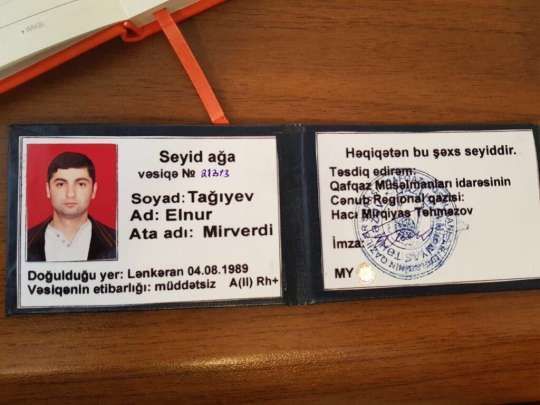 Seyid ağa
vəsiqə № 21313
Soyad: Tağıyev
Ad: Elnur
Ata adı: Mirverdi
Doğulduğu yer: Lənkəran 04.08.1989
Vəsiqənin etibarlığı: müddətsiz A(II) Rh+
Həqiqətən bu şəxs seyiddir.
Təsdiq edirəm:
Qafqaz Müsəlmanları idarəsinin
Cənub Regional qazisi:
Hacı Mirqiyas Təhməzov
İmza:
MY